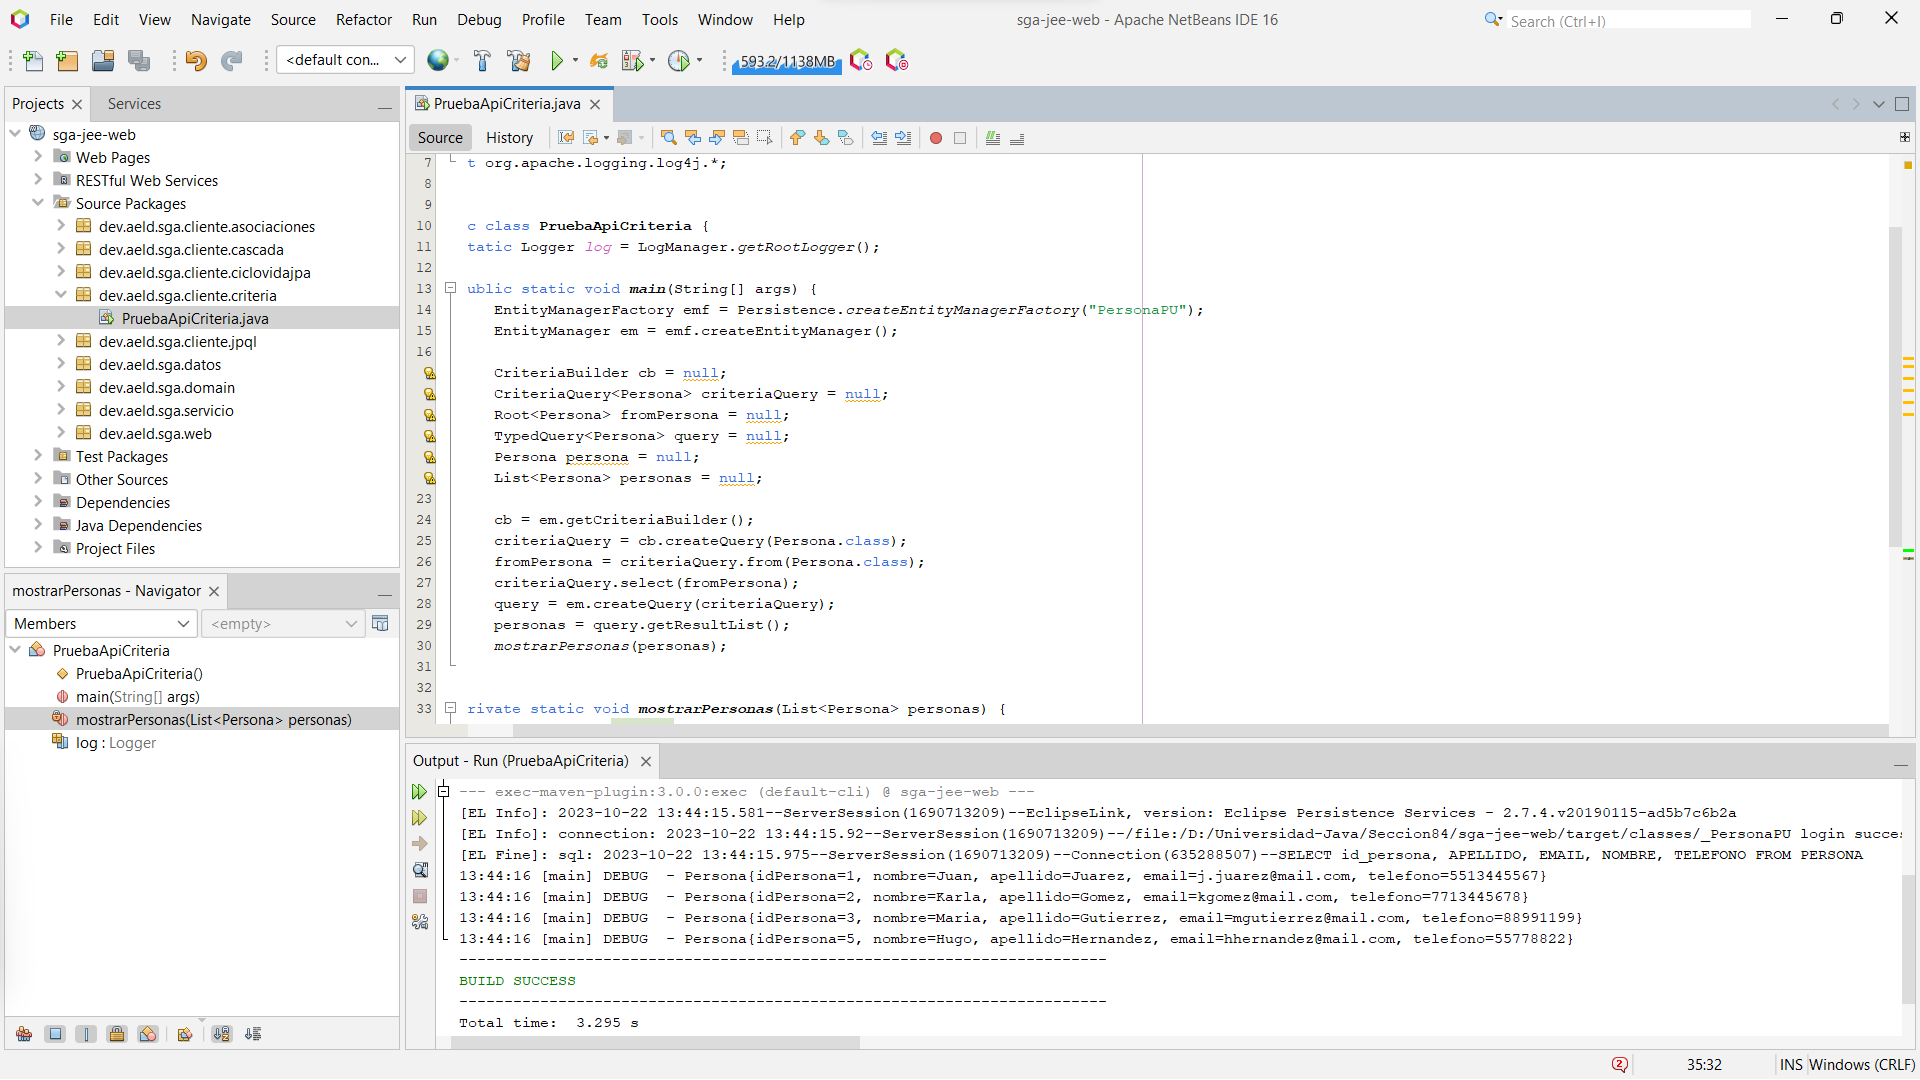 File Edit View Navigate Source Refactor Run Debug Profile Team Tools Window Help
sga-jee-web - Apache NetBeans IDE 16
Search (Ctrl+I)
<default con...
593.2/1138MB
Projects
Services
sga-jee-web
Web Pages
RESTful Web Services
Source Packages
dev.aeld.sga.cliente.asociaciones
dev.aeld.sga.cliente.cascada
dev.aeld.sga.cliente.ciclovidajpa
dev.aeld.sga.cliente.criteria
PruebaApiCriteria.java
dev.aeld.sga.cliente.jpql
dev.aeld.sga.datos
dev.aeld.sga.domain
dev.aeld.sga.servicio
dev.aeld.sga.web
Test Packages
Other Sources
Dependencies
Java Dependencies
Project Files
mostrarPersonas - Navigator
Members
<empty>
PruebaApiCriteria
PruebaApiCriteria()
main(String[] args)
mostrarPersonas(List<Persona> personas)
log : Logger
PruebaApiCriteria.java
Source History
7 t org.apache.logging.log4j.*;
8
9
10 c class PruebaApiCriteria {
11 tatic Logger log = LogManager.getRootLogger();
12
13 ublic static void main(String[] args) {
14 EntityManagerFactory emf = Persistence.createEntityManagerFactory("PersonaPU");
15 EntityManager em = emf.createEntityManager();
16
CriteriaBuilder cb = null;
CriteriaQuery<Persona> criteriaQuery = null;
Root<Persona> fromPersona = null;
TypedQuery<Persona> query = null;
Persona persona = null;
List<Persona> personas = null;
23
24 cb = em.getCriteriaBuilder();
25 criteriaQuery = cb.createQuery(Persona.class);
26 fromPersona = criteriaQuery.from(Persona.class);
27 criteriaQuery.select(fromPersona);
28 query = em.createQuery(criteriaQuery);
29 personas = query.getResultList();
30 mostrarPersonas(personas);
31
32
33 rivate static void mostrarPersonas(List<Persona> personas) {
Output - Run (PruebaApiCriteria)
--- exec-maven-plugin:3.0.0:exec (default-cli) @ sga-jee-web ---
[EL Info]: 2023-10-22 13:44:15.581--ServerSession(1690713209)--EclipseLink, version: Eclipse Persistence Services - 2.7.4.v20190115-ad5b7c6b2a
[EL Info]: connection: 2023-10-22 13:44:15.92--ServerSession(1690713209)--/file:/D:/Universidad-Java/Seccion84/sga-jee-web/target/classes/_PersonaPU login succes
[EL Fine]: sql: 2023-10-22 13:44:15.975--ServerSession(1690713209)--Connection(635288507)--SELECT id_persona, APELLIDO, EMAIL, NOMBRE, TELEFONO FROM PERSONA
13:44:16 [main] DEBUG  - Persona{idPersona=1, nombre=Juan, apellido=Juarez, email=j.juarez@mail.com, telefono=5513445567}
13:44:16 [main] DEBUG  - Persona{idPersona=2, nombre=Karla, apellido=Gomez, email=kgomez@mail.com, telefono=7713445678}
13:44:16 [main] DEBUG  - Persona{idPersona=3, nombre=Maria, apellido=Gutierrez, email=mgutierrez@mail.com, telefono=88991199}
13:44:16 [main] DEBUG  - Persona{idPersona=5, nombre=Hugo, apellido=Hernandez, email=hhernandez@mail.com, telefono=55778822}
------------------------------------------------------------------------
BUILD SUCCESS
------------------------------------------------------------------------
Total time:  3.295 s
2
35:32
INS
Windows (CRLF)